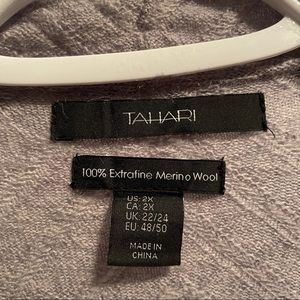 TAHARI
100% Extrafine Merino Wool
US: 2X
CA: 2X
UK: 22/24
EU: 48/50
MADE IN
CHINA